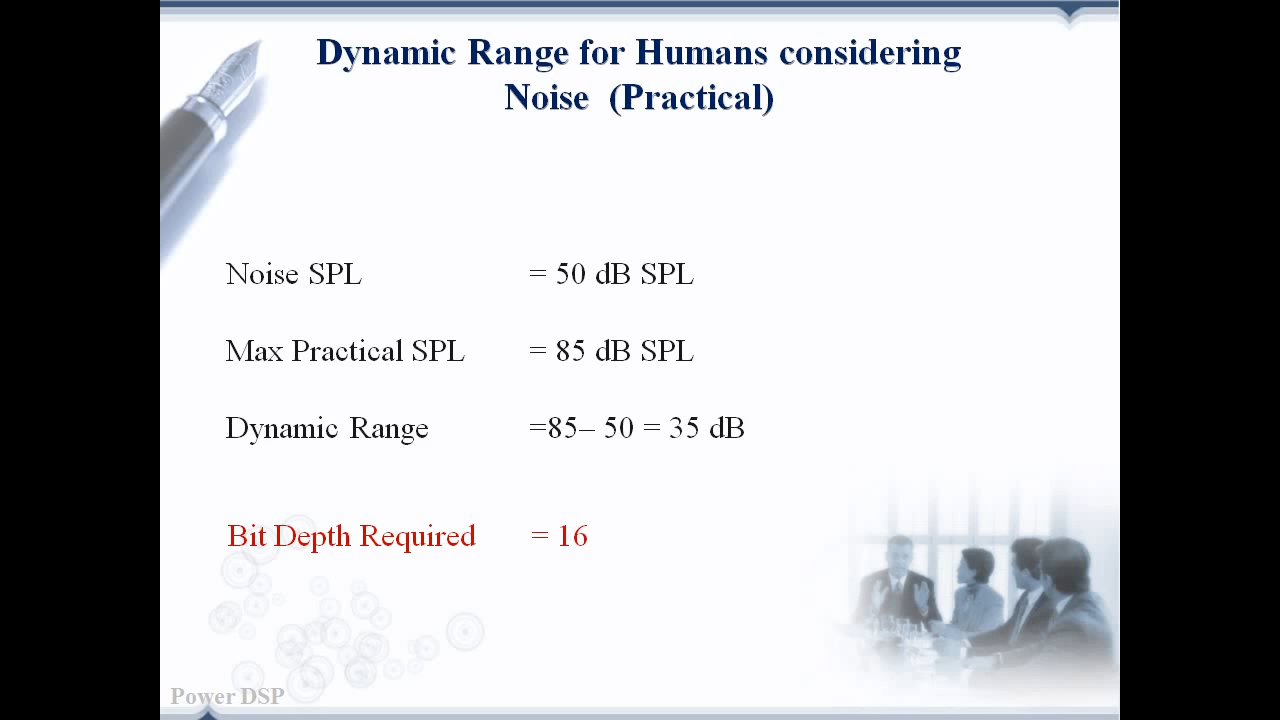 Dynamic Range for Humans considering
Noise (Practical)
Noise SPL = 50 dB SPL
Max Practical SPL = 85 dB SPL
Dynamic Range =85– 50 = 35 dB
Bit Depth Required = 16
Power DSP